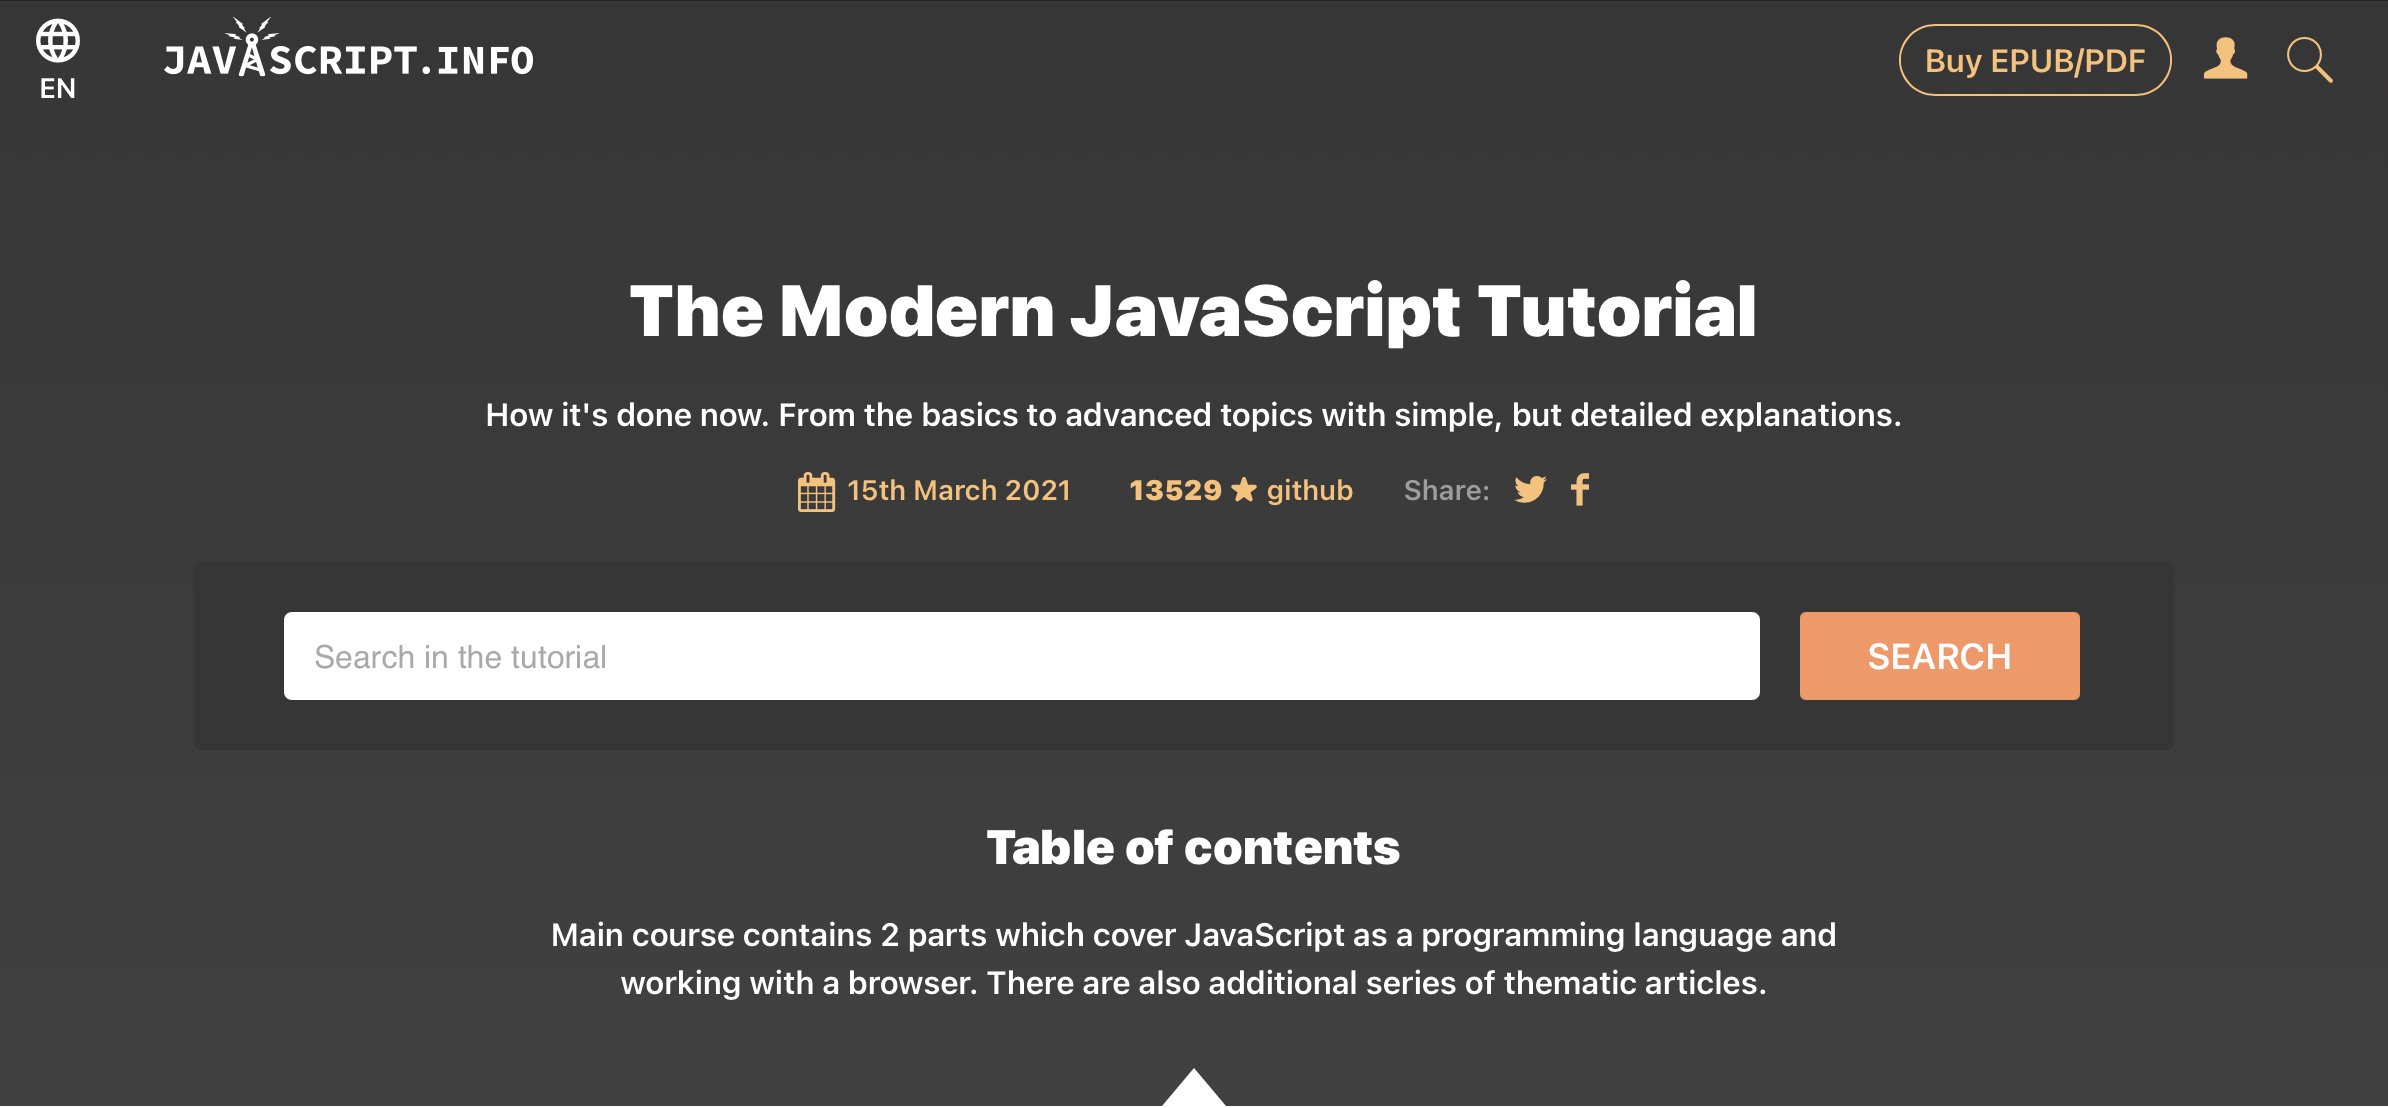 EN
JAVASCRIPT.INFO
Buy EPUB/PDF
The Modern JavaScript Tutorial
How it's done now. From the basics to advanced topics with simple, but detailed explanations.
15th March 2021 13529 ★ github Share:
Search in the tutorial
SEARCH
Table of contents
Main course contains 2 parts which cover JavaScript as a programming language and
working with a browser. There are also additional series of thematic articles.